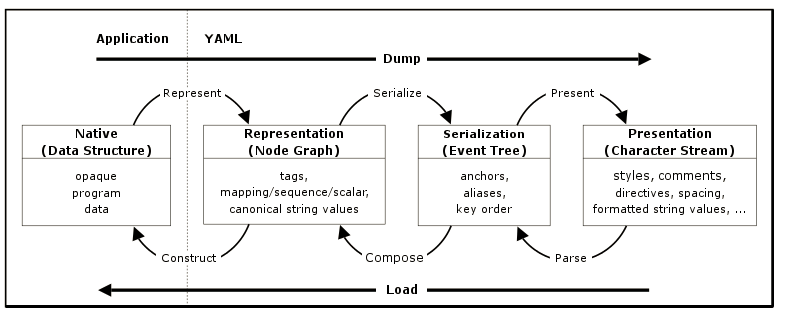 Application YAML
Dump
Represent Serialize Present
Native
(Data Structure)
opaque
program
data
Representation
(Node Graph)
tags,
mapping/sequence/scalar,
canonical string values
Serialization
(Event Tree)
anchors,
aliases,
key order
Presentation
(Character Stream)
styles, comments,
directives, spacing,
formatted string values, ...
Construct Compose Parse
Load